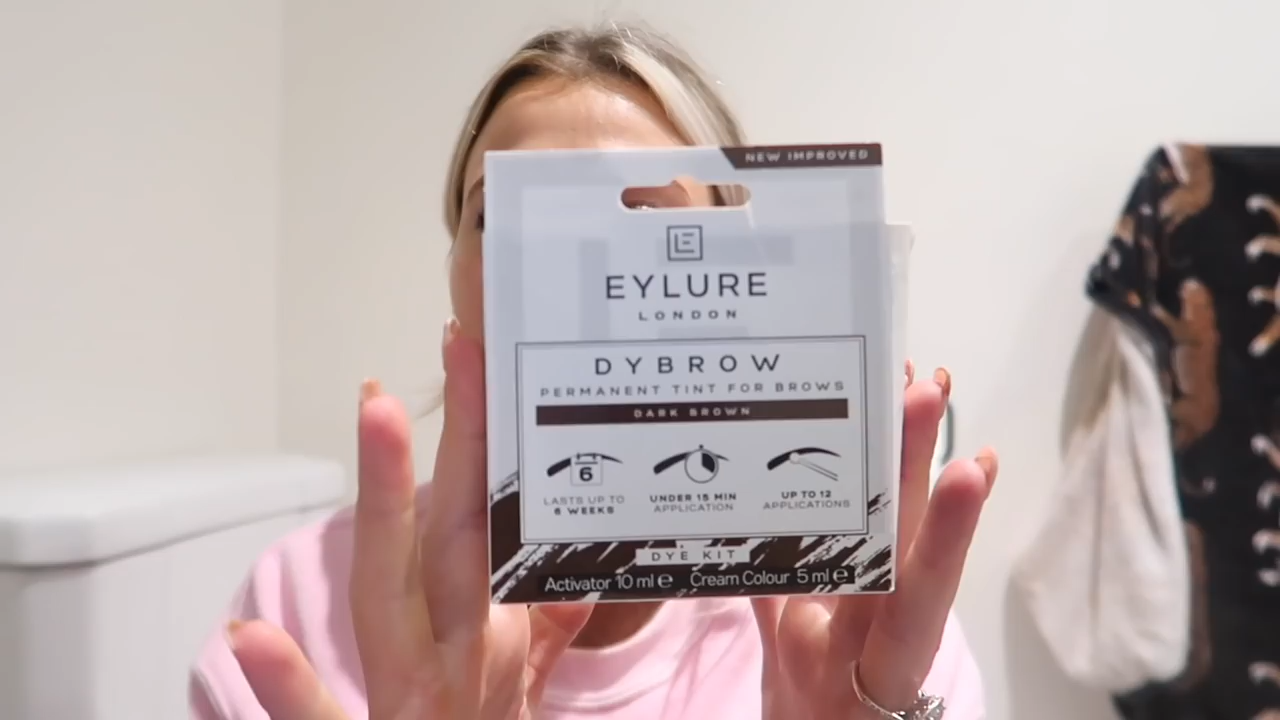 NEW IMPROVED
EYLURE
LONDON
DYBROW
PERMANENT TINT FOR BROWS
DARK BROWN
6
LASTS UP TO
6 WEEKS
UNDER 15 MIN
APPLICATION
UP TO 12
APPLICATIONS
DYE KIT
Activator 10 ml ℮ Cream Colour 5 ml ℮